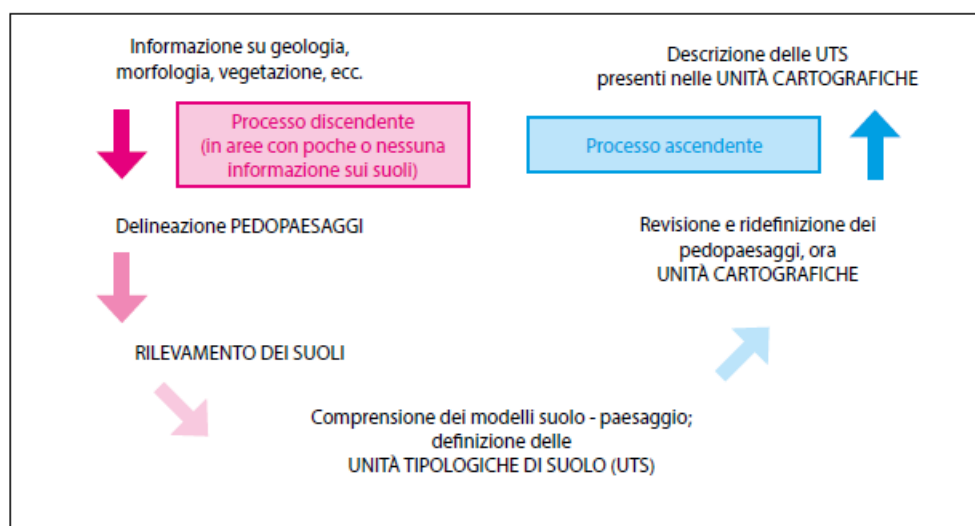 Informazione su geologia,
morfologia, vegetazione, ecc.
Processo discendente
(in aree con poche o nessuna
informazione sui suoli)
Delineazione PEDOPAESAGGI
RILEVAMENTO DEI SUOLI
Comprensione dei modelli suolo - paesaggio;
definizione delle
UNITÀ TIPOLOGICHE DI SUOLO (UTS)
Revisione e ridefinizione dei
pedopaesaggi, ora
UNITÀ CARTOGRAFICHE
Processo ascendente
Descrizione delle UTS
presenti nelle UNITÀ CARTOGRAFICHE